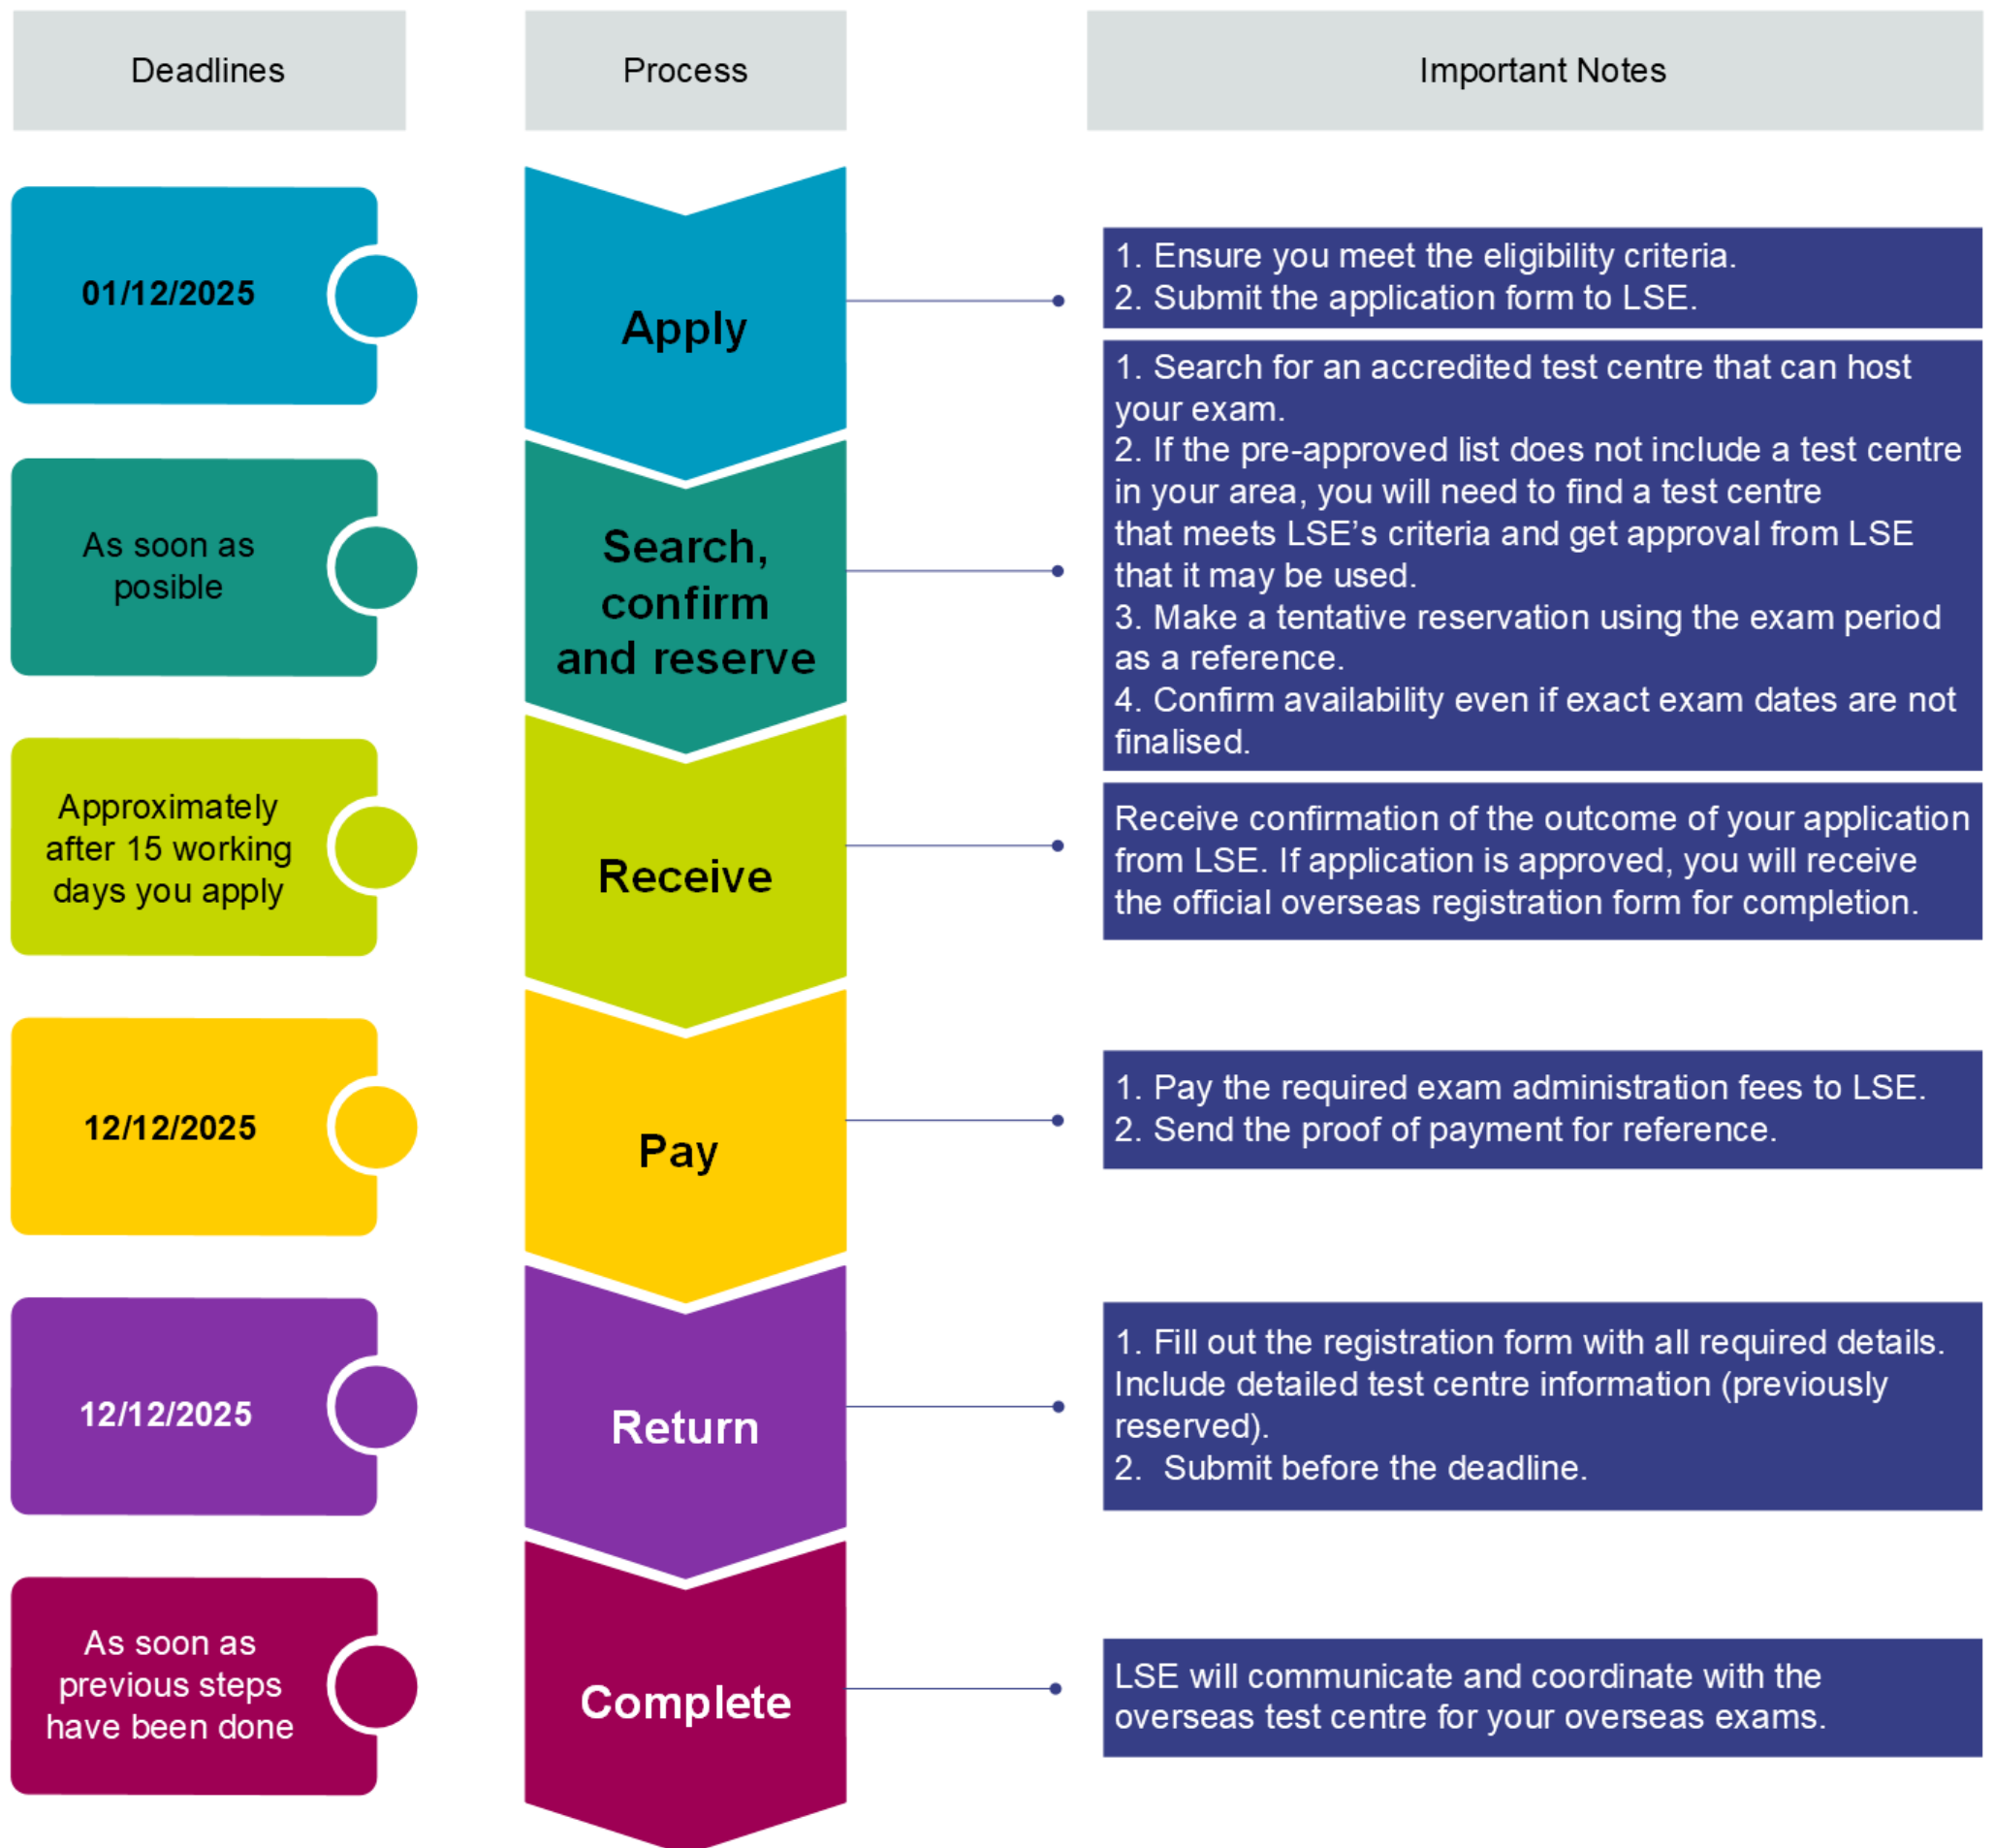 Deadlines
Process
Important Notes
01/12/2025
Apply
1. Ensure you meet the eligibility criteria.
2. Submit the application form to LSE.
As soon as
posible
Search,
confirm
and reserve
1. Search for an accredited test centre that can host
your exam.
2. If the pre-approved list does not include a test centre
in your area, you will need to find a test centre
that meets LSE’s criteria and get approval from LSE
that it may be used.
3. Make a tentative reservation using the exam period
as a reference.
4. Confirm availability even if exact exam dates are not
finalised.
Approximately
after 15 working
days you apply
Receive
Receive confirmation of the outcome of your application
from LSE. If application is approved, you will receive
the official overseas registration form for completion.
12/12/2025
Pay
1. Pay the required exam administration fees to LSE.
2. Send the proof of payment for reference.
12/12/2025
Return
1. Fill out the registration form with all required details.
Include detailed test centre information (previously
reserved).
2. Submit before the deadline.
As soon as
previous steps
have been done
Complete
LSE will communicate and coordinate with the
overseas test centre for your overseas exams.